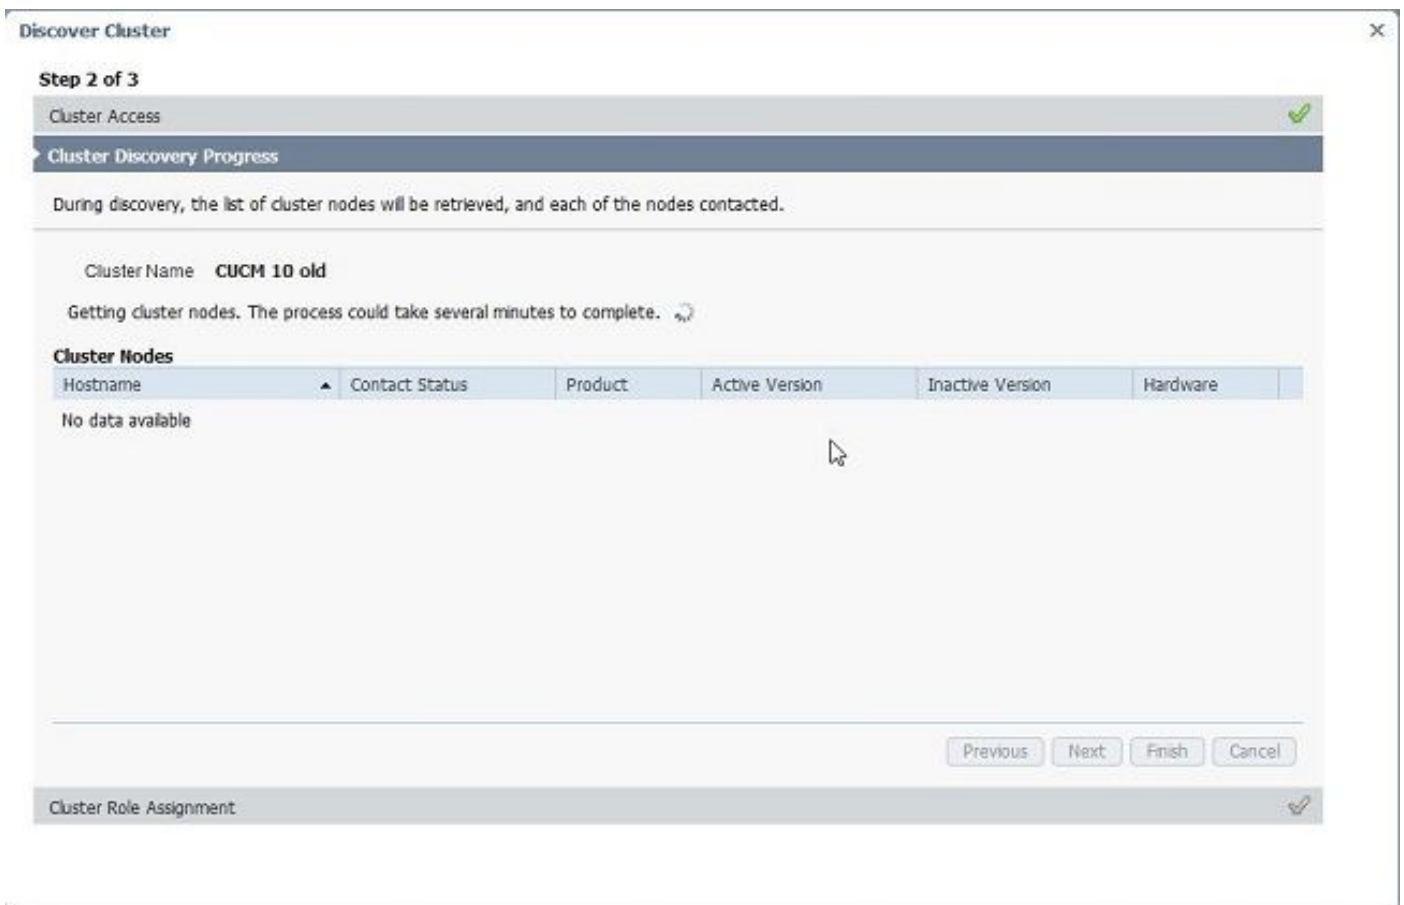 Discover Cluster
Step 2 of 3
Cluster Access
Cluster Discovery Progress
During discovery, the list of cluster nodes will be retrieved, and each of the nodes contacted.
Cluster Name CUCM 10 old
Getting cluster nodes. The process could take several minutes to complete.
Cluster Nodes
Hostname Contact Status Product Active Version Inactive Version Hardware
No data available
Previous Next Finish Cancel
Cluster Role Assignment